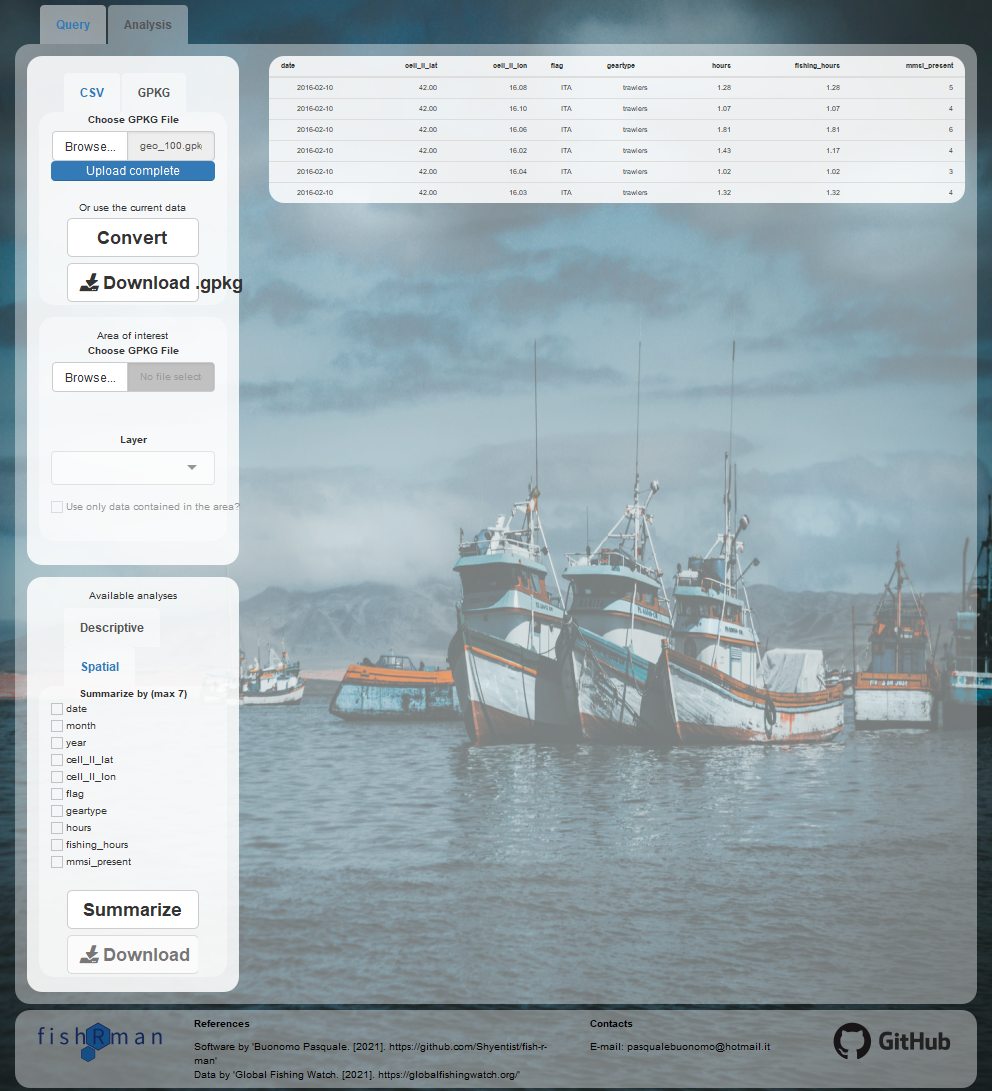 Query Analysis
CSV GPKG
Choose GPKG File
Browse... geo_100.gpk
Upload complete
Or use the current data
Convert
Download .gpkg
Area of interest
Choose GPKG File
Browse... No file select
Layer
Use only data contained in the area?
Available analyses
Descriptive
Spatial
Summarize by (max 7)
date
month
year
cell_ll_lat
cell_ll_lon
flag
geartype
hours
fishing_hours
mmsi_present
Summarize
Download
date cell_ll_lat cell_ll_lon flag geartype hours fishing_hours mmsi_present
2016-02-10 42.00 16.08 ITA trawlers 1.28 1.28 5
2016-02-10 42.00 16.10 ITA trawlers 1.07 1.07 4
2016-02-10 42.00 16.06 ITA trawlers 1.81 1.81 6
2016-02-10 42.00 16.02 ITA trawlers 1.43 1.17 4
2016-02-10 42.00 16.04 ITA trawlers 1.02 1.02 3
2016-02-10 42.00 16.03 ITA trawlers 1.32 1.32 4
fishRman
References
Software by 'Buonomo Pasquale. [2021]. https://github.com/Shyentist/fish-r-
man'
Data by 'Global Fishing Watch. [2021]. https://globalfishingwatch.org/'
Contacts
E-mail: pasqualebuonomo@hotmail.it
GitHub